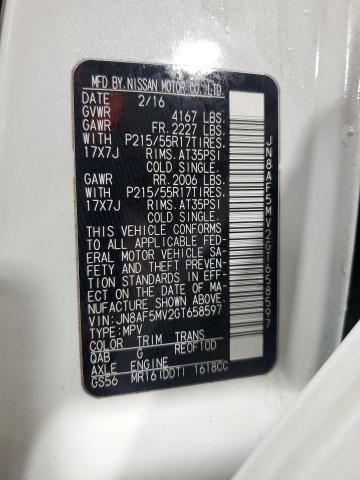 MFD BY. NISSAN MOTOR CO., LTD.
DATE 2/16
GVWR 4167 LBS.
GAWR FR. 2227 LBS.
WITH P215/55R17TIRES,
17X7J RIMS. AT35PSI
COLD SINGLE.
GAWR RR. 2006 LBS.
WITH P215/55R17TIRES,
17X7J RIMS. AT35PSI
COLD SINGLE.
THIS VEHICLE CONFORMS
TO ALL APPLICABLE FED-
ERAL MOTOR VEHICLE SA-
FETY AND THEFT PREVEN-
TION STANDARDS IN EFF-
ECT ON THE DATE OF MA-
NUFACTURE SHOWN ABOVE.
VIN:JN8AF5MV2GT658597
TYPE:MPV
COLOR TRIM TRANS
QAB G RE0F10D
AXLE ENGINE
GS56 MR16(DDT) 1618CC
JN8AF5MV2GT658597